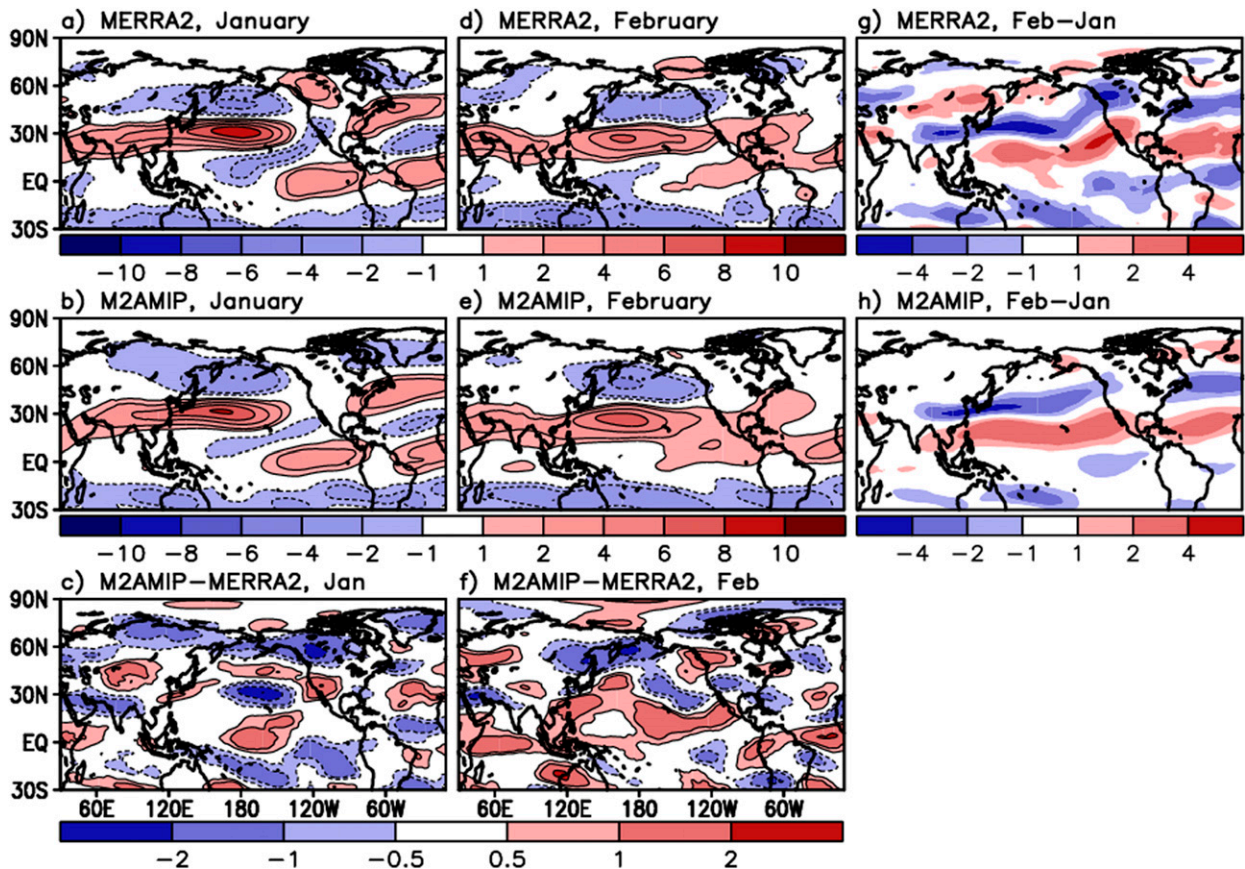 a) MERRA2, January
d) MERRA2, February
g) MERRA2, Feb−Jan
90N
60N
30N
EQ
30S
−10 −8 −6 −4 −2 −1 1 2 4 6 8 10
−4 −2 −1 1 2 4
b) M2AMIP, January
e) M2AMIP, February
h) M2AMIP, Feb−Jan
90N
60N
30N
EQ
30S
−10 −8 −6 −4 −2 −1 1 2 4 6 8 10
−4 −2 −1 1 2 4
c) M2AMIP−MERRA2, Jan
f) M2AMIP−MERRA2, Feb
90N
60N
30N
EQ
30S
60E 120E 180 120W 60W
60E 120E 180 120W 60W
−2 −1 −0.5 0.5 1 2